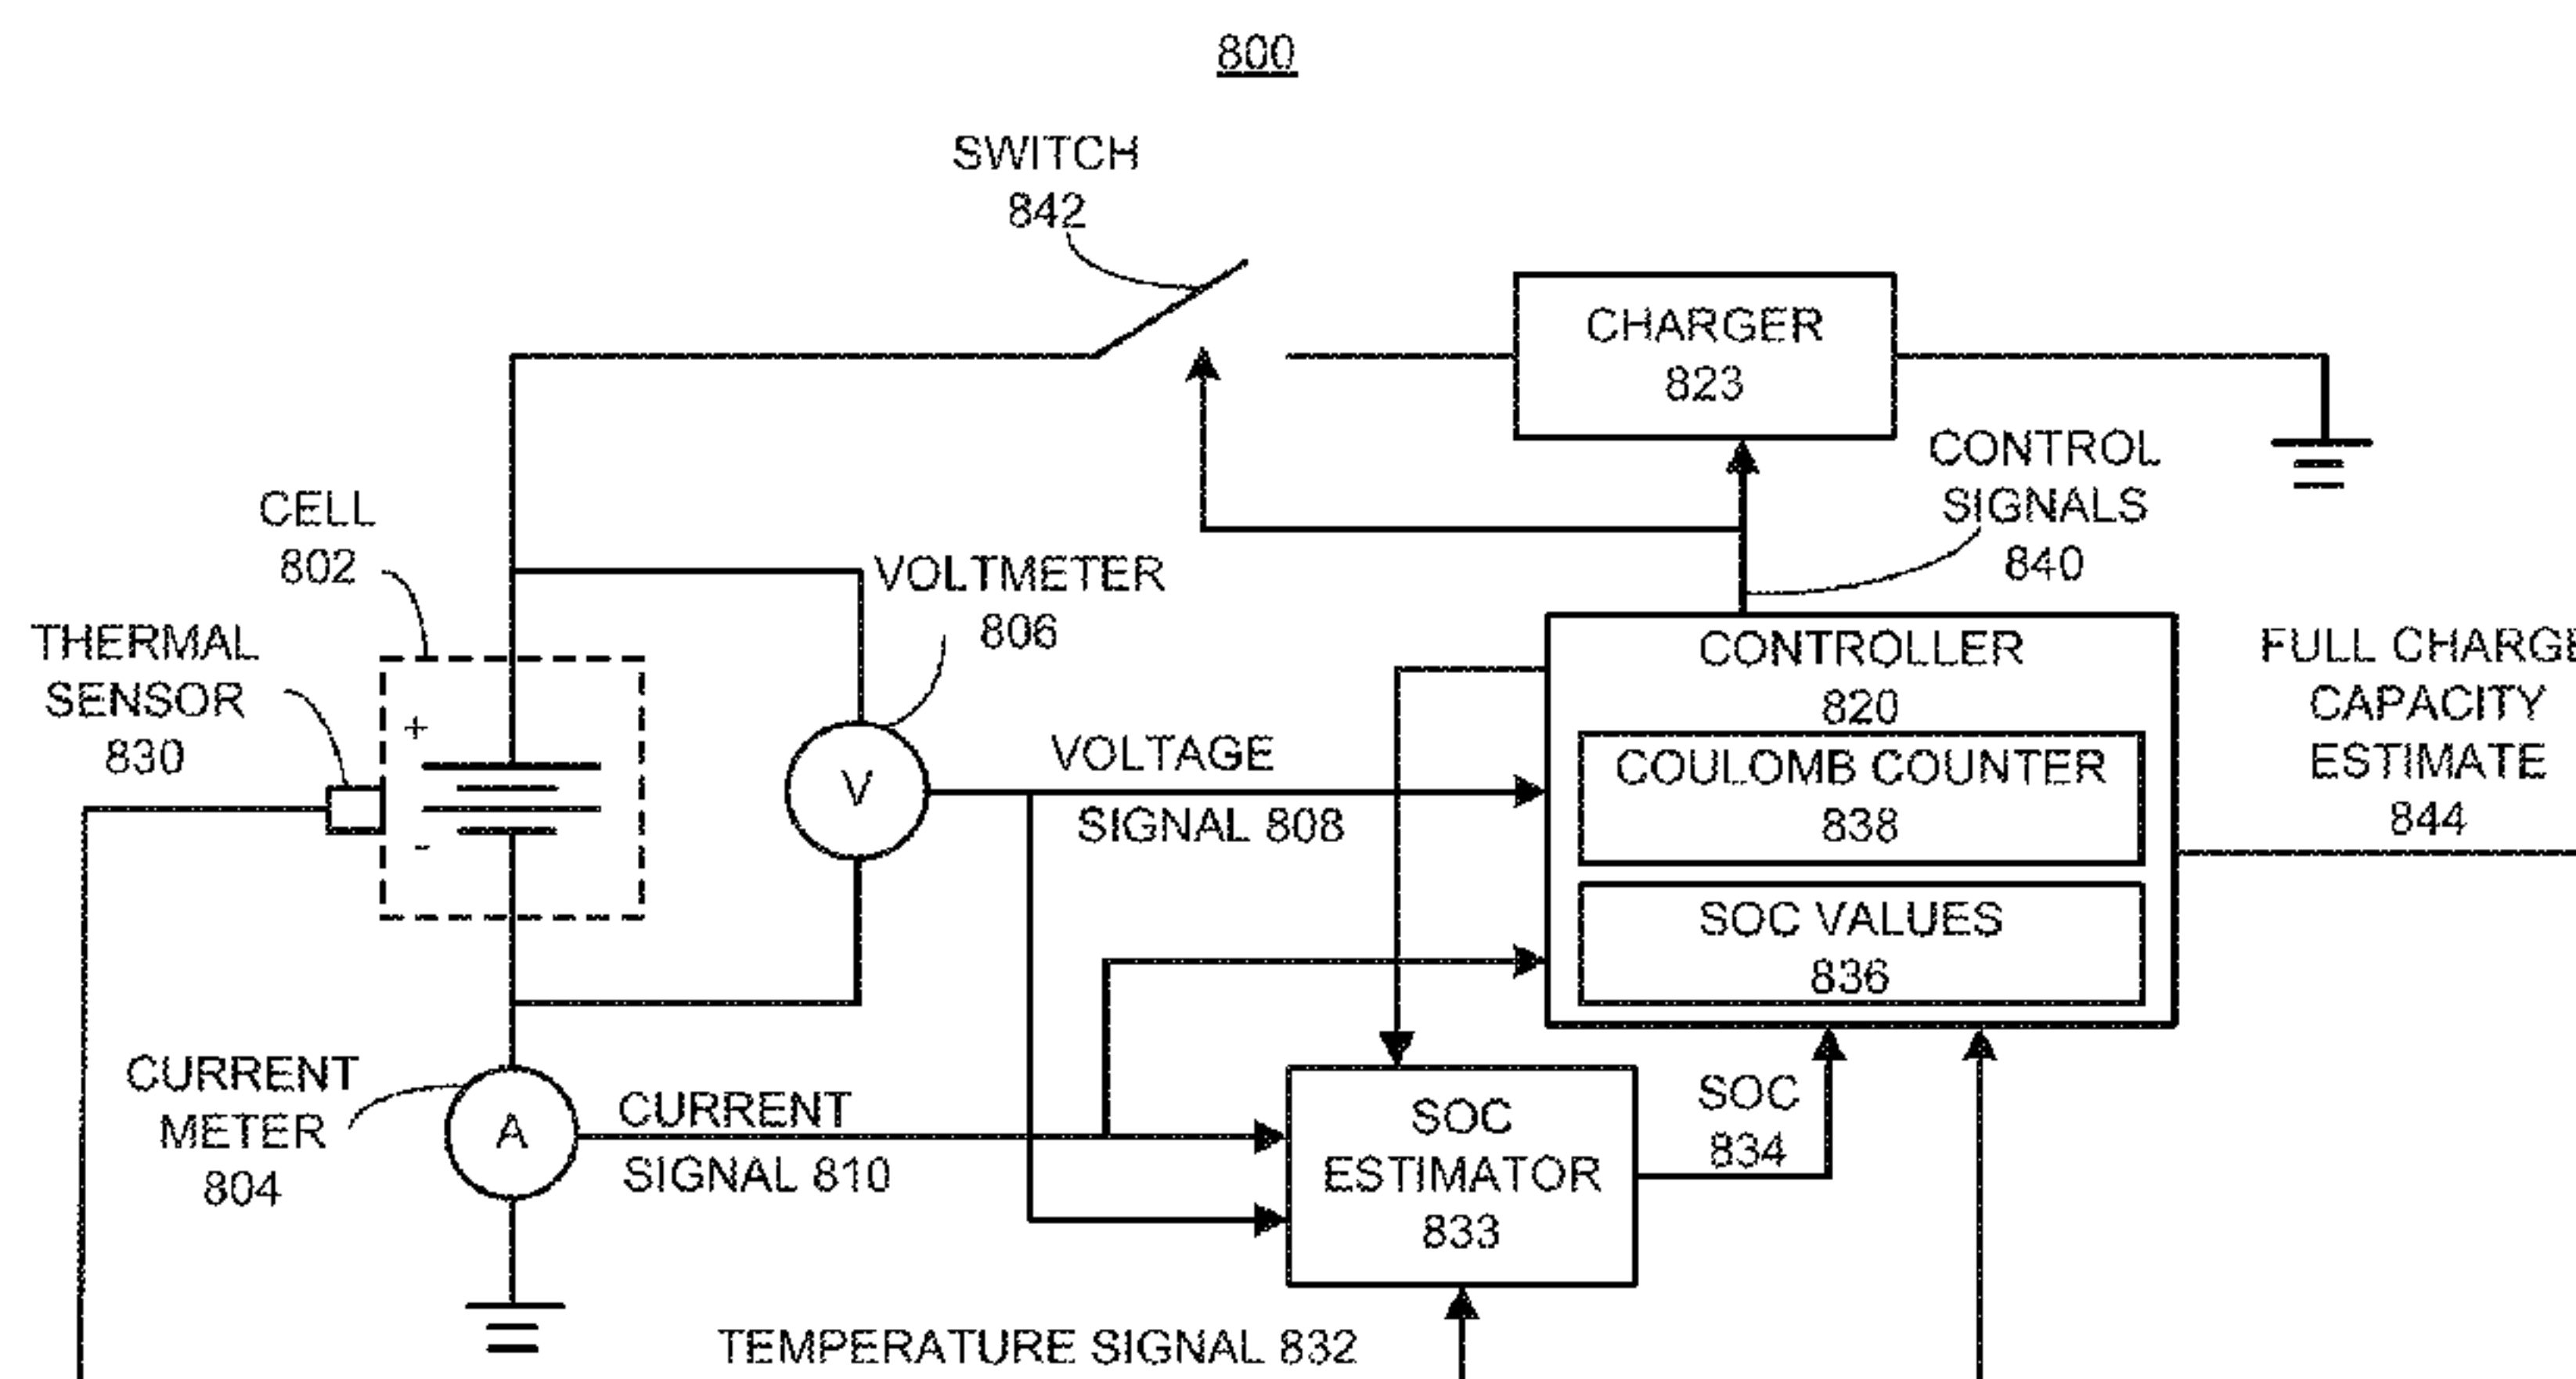 800
SWITCH
842
CHARGER
823
CONTROL
SIGNALS
840
CELL
802
VOLTMETER
806
THERMAL
SENSOR
830
+
-
V
VOLTAGE
SIGNAL 808
CONTROLLER
820
COULOMB COUNTER
838
SOC VALUES
836
FULL CHARGE
CAPACITY
ESTIMATE
844
CURRENT
METER
804
A
CURRENT
SIGNAL 810
SOC
ESTIMATOR
833
SOC
834
TEMPERATURE SIGNAL 832